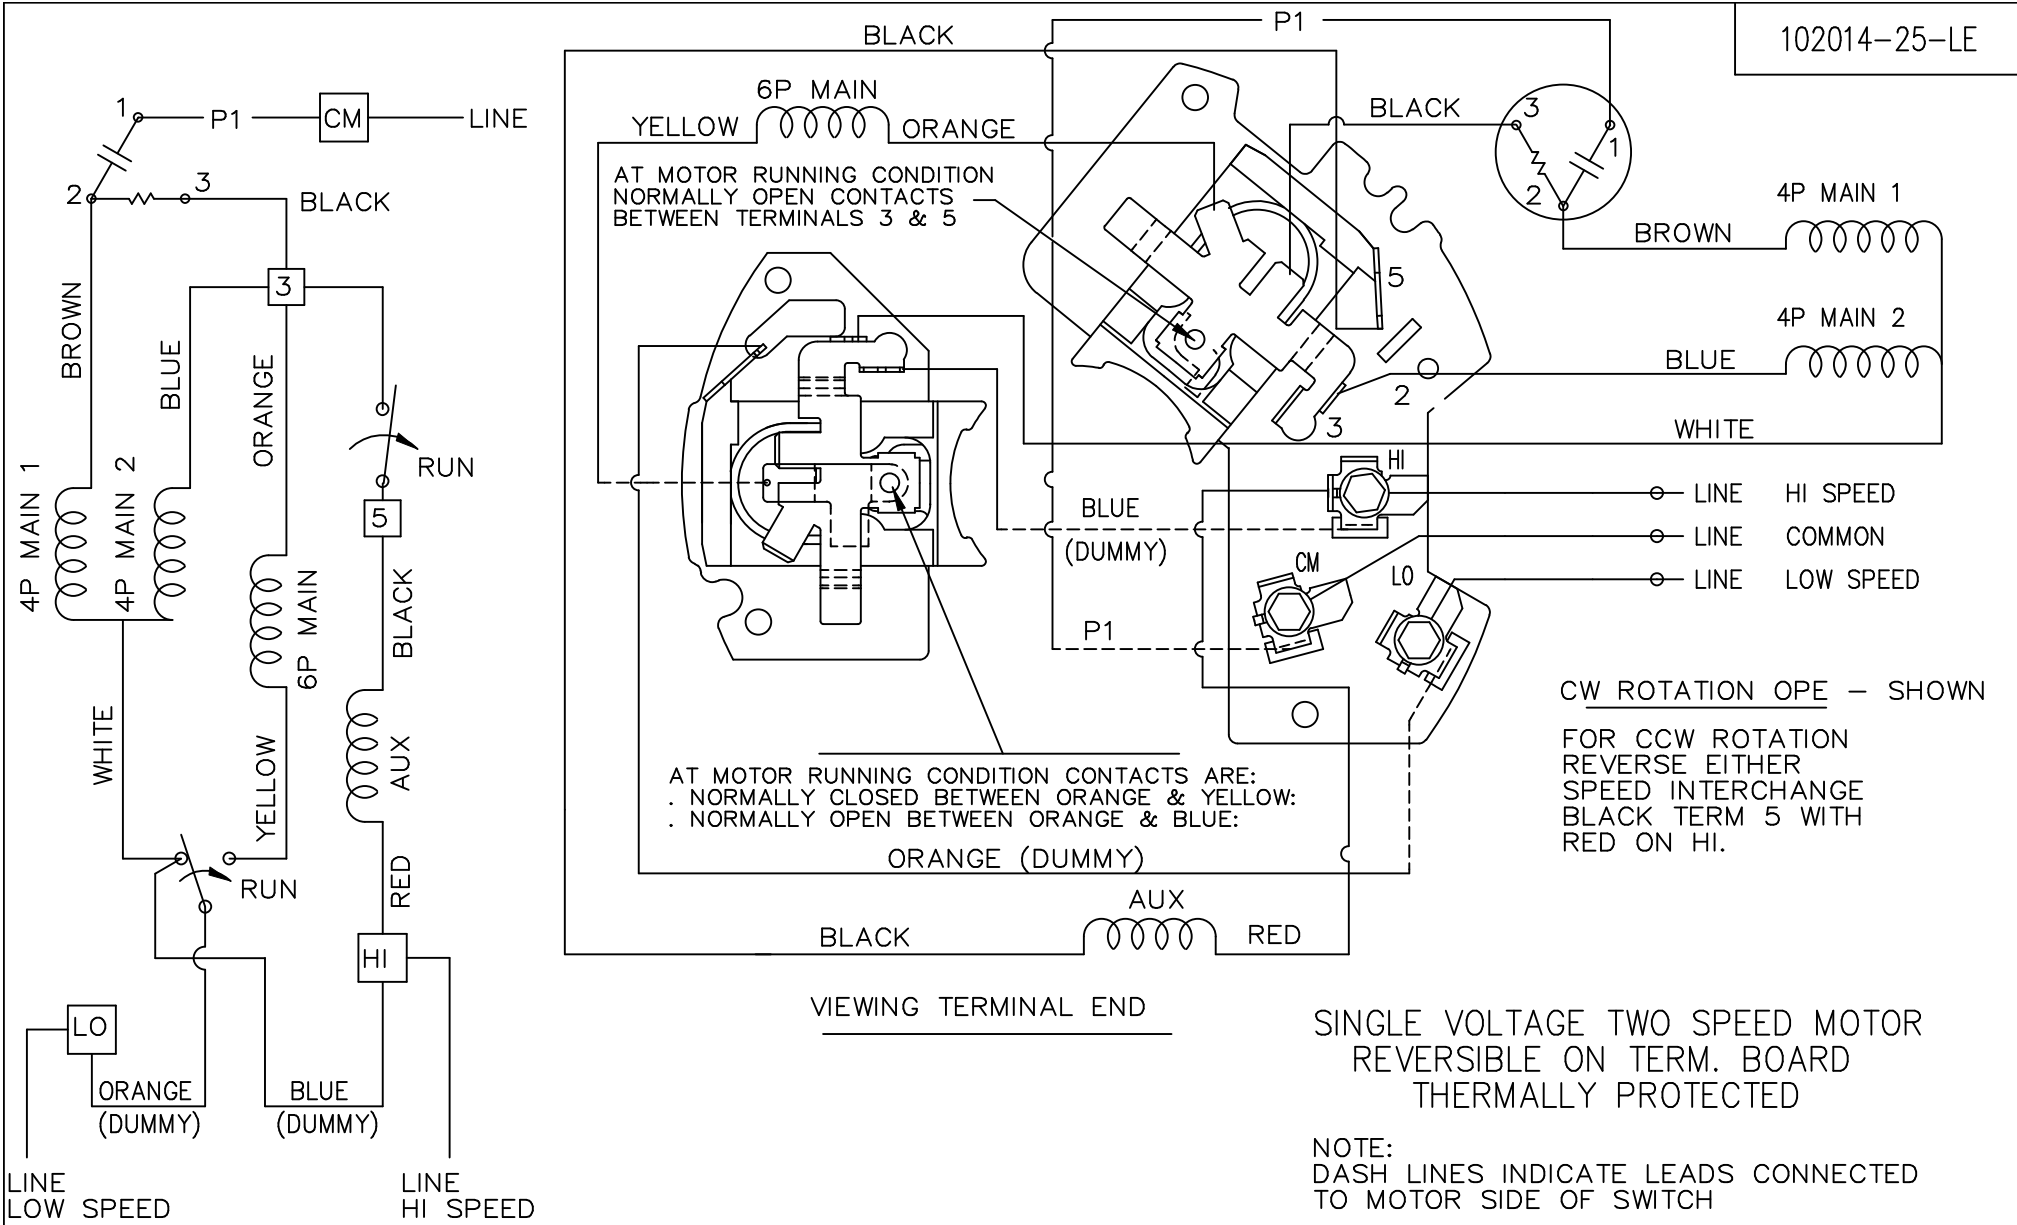 102014-25-LE
1
P1
CM
LINE
2
3
BLACK
3
BROWN
BLUE
ORANGE
RUN
5
4P MAIN 1
4P MAIN 2
6P MAIN
BLACK
WHITE
YELLOW
AUX
RUN
RED
HI
LO
ORANGE
(DUMMY)
BLUE
(DUMMY)
LINE
LOW SPEED
LINE
HI SPEED
BLACK
P1
6P MAIN
YELLOW
ORANGE
BLACK
3
1
2
AT MOTOR RUNNING CONDITION
NORMALLY OPEN CONTACTS
BETWEEN TERMINALS 3 & 5
4P MAIN 1
BROWN
5
4P MAIN 2
BLUE
2
3
WHITE
HI
LINE HI SPEED
BLUE
(DUMMY)
LINE COMMON
CM
LO
LINE LOW SPEED
P1
CW ROTATION OPE – SHOWN
FOR CCW ROTATION
REVERSE EITHER
SPEED INTERCHANGE
BLACK TERM 5 WITH
RED ON HI.
AT MOTOR RUNNING CONDITION CONTACTS ARE:
. NORMALLY CLOSED BETWEEN ORANGE & YELLOW:
. NORMALLY OPEN BETWEEN ORANGE & BLUE:
ORANGE (DUMMY)
AUX
BLACK
RED
VIEWING TERMINAL END
SINGLE VOLTAGE TWO SPEED MOTOR
REVERSIBLE ON TERM. BOARD
THERMALLY PROTECTED
NOTE:
DASH LINES INDICATE LEADS CONNECTED
TO MOTOR SIDE OF SWITCH